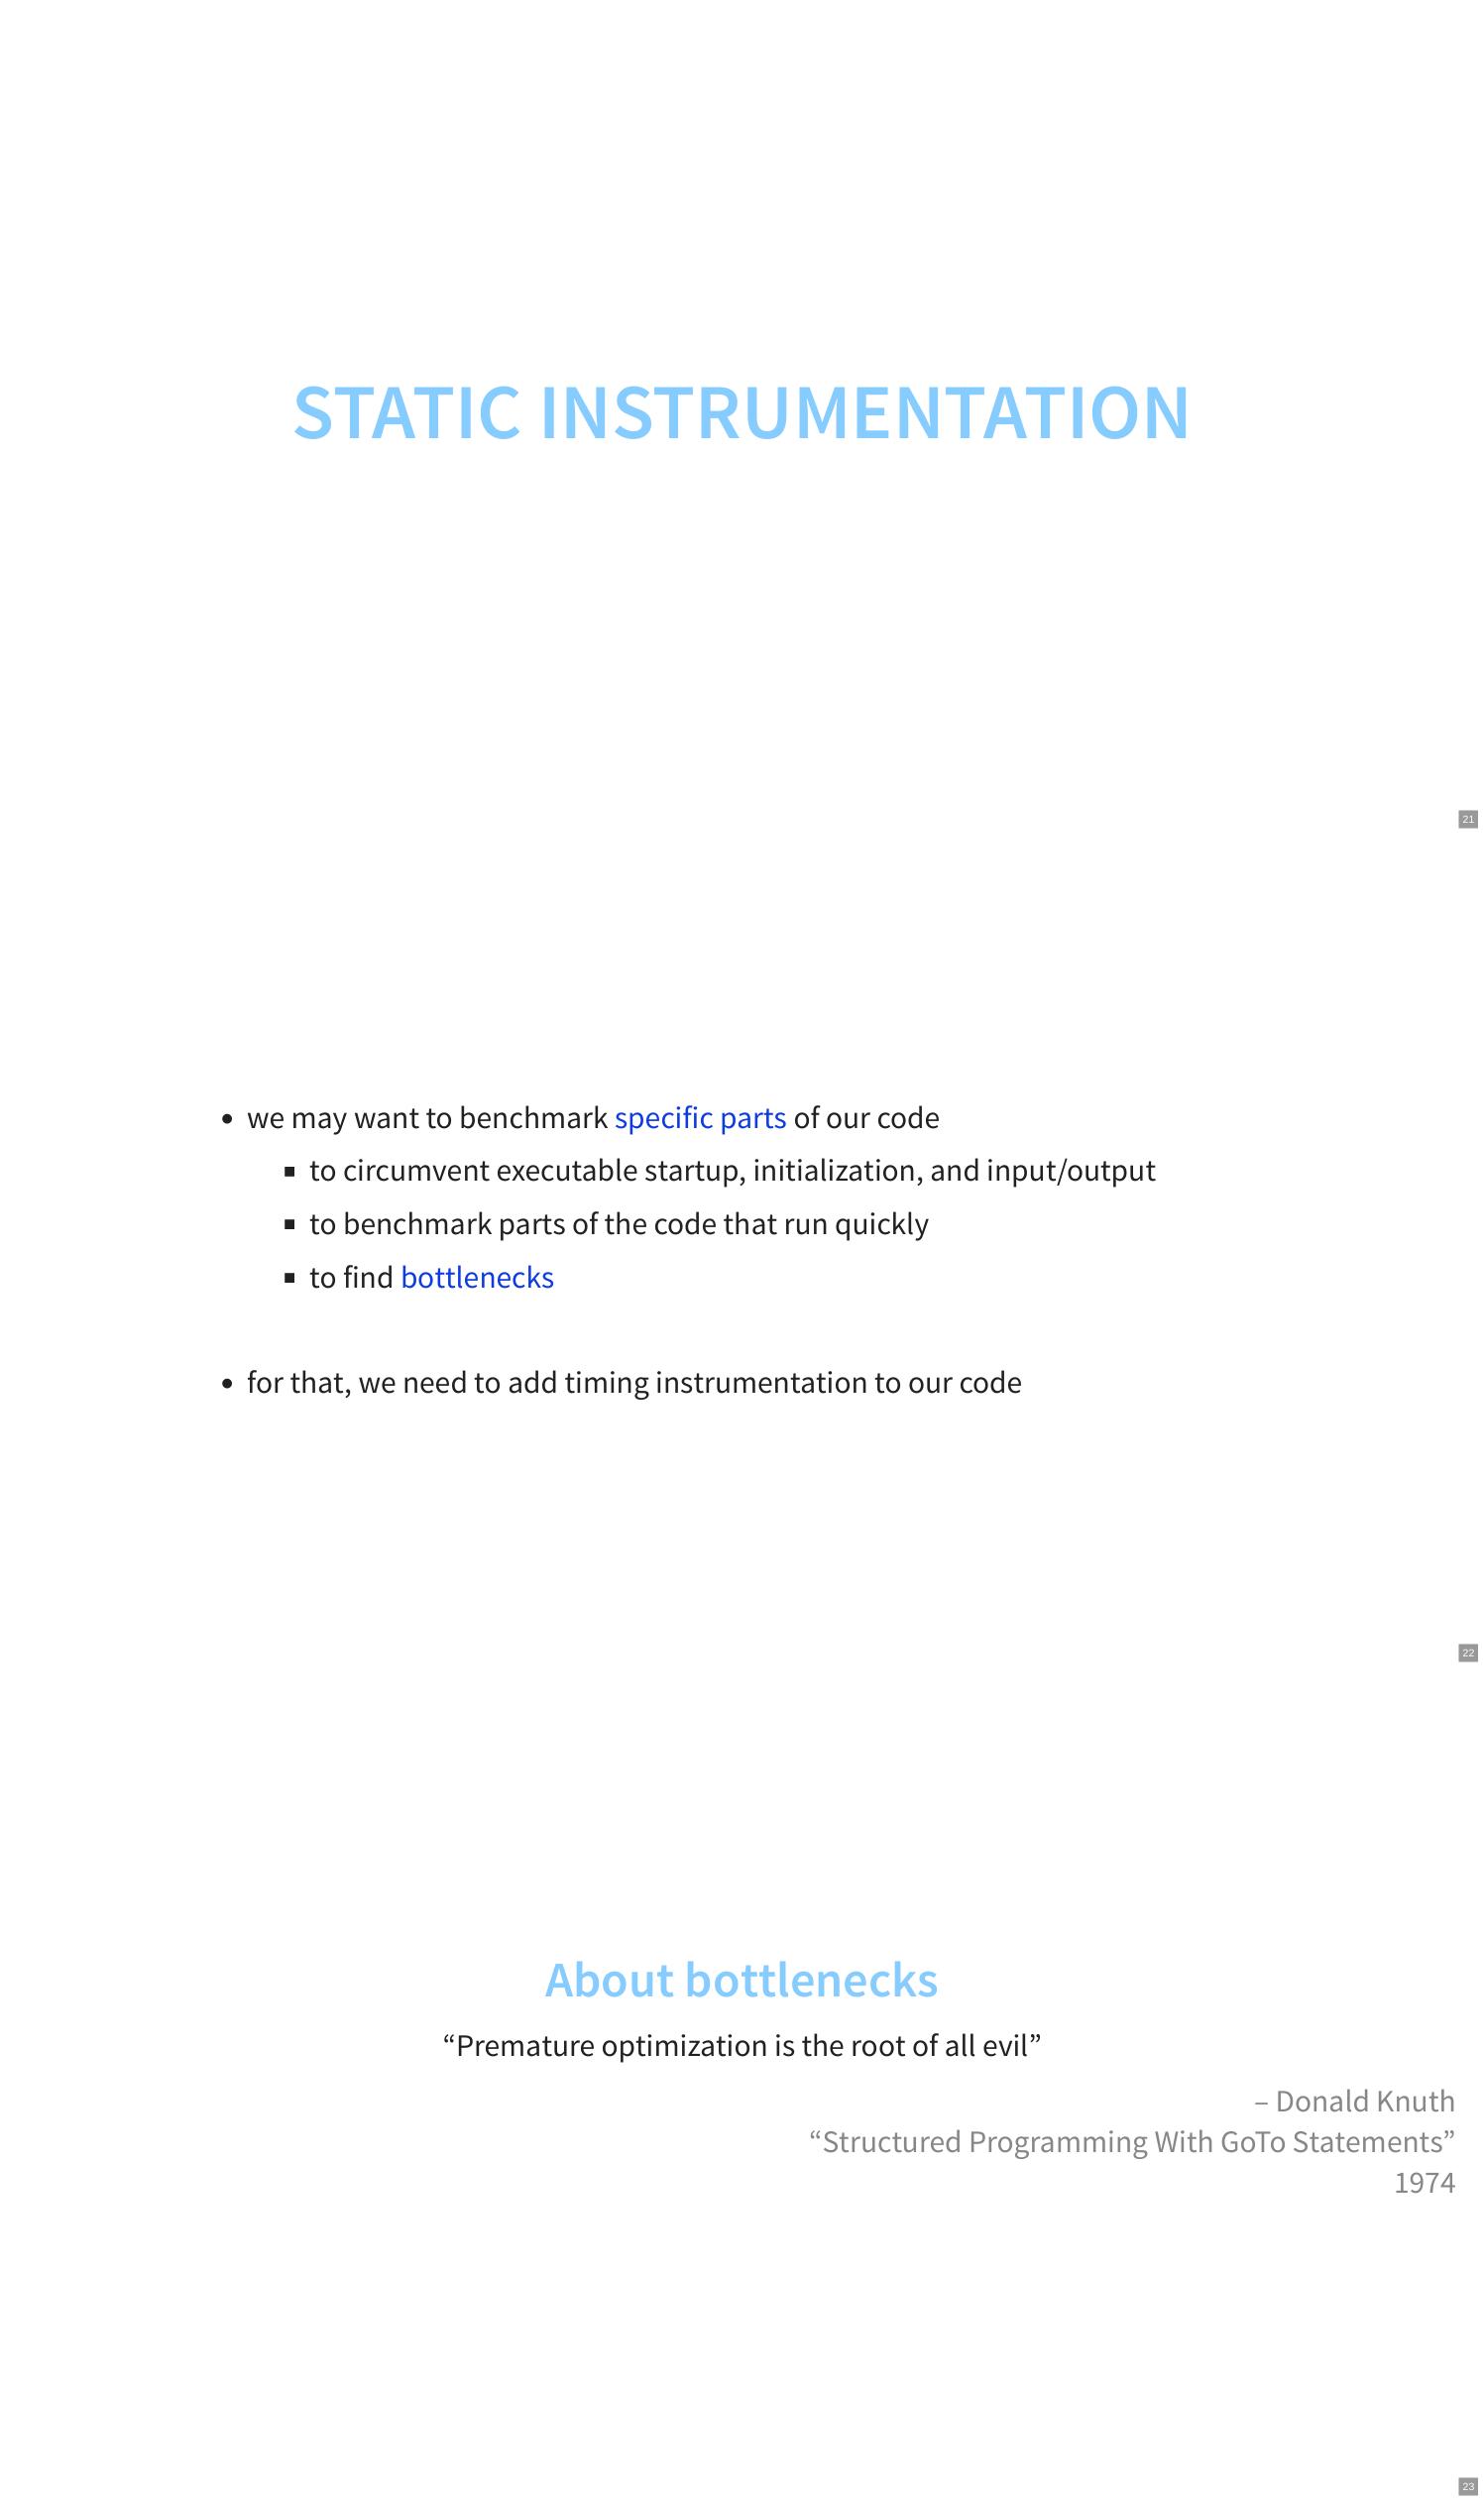 STATIC INSTRUMENTATION
21
• we may want to benchmark specific parts of our code
▪ to circumvent executable startup, initialization, and input/output
▪ to benchmark parts of the code that run quickly
▪ to find bottlenecks
• for that, we need to add timing instrumentation to our code
22
About bottlenecks
“Premature optimization is the root of all evil”
– Donald Knuth
“Structured Programming With GoTo Statements”
1974
23